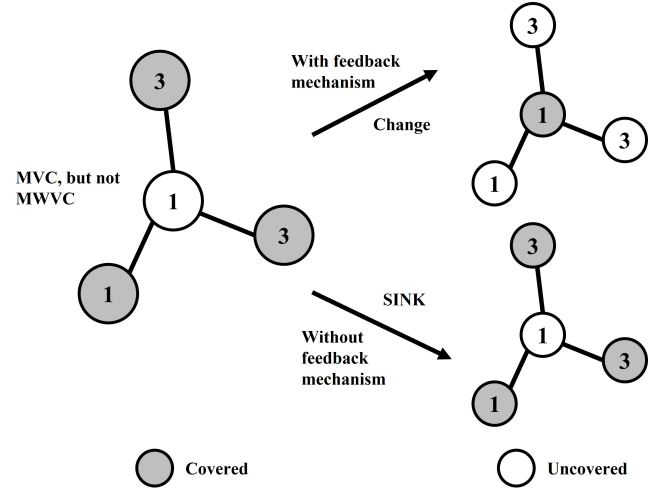 3
1
3
1
MVC, but not
MWVC
With feedback
mechanism
Change
3
1
3
1
SINK
Without
feedback
mechanism
3
1
3
1
Covered
Uncovered